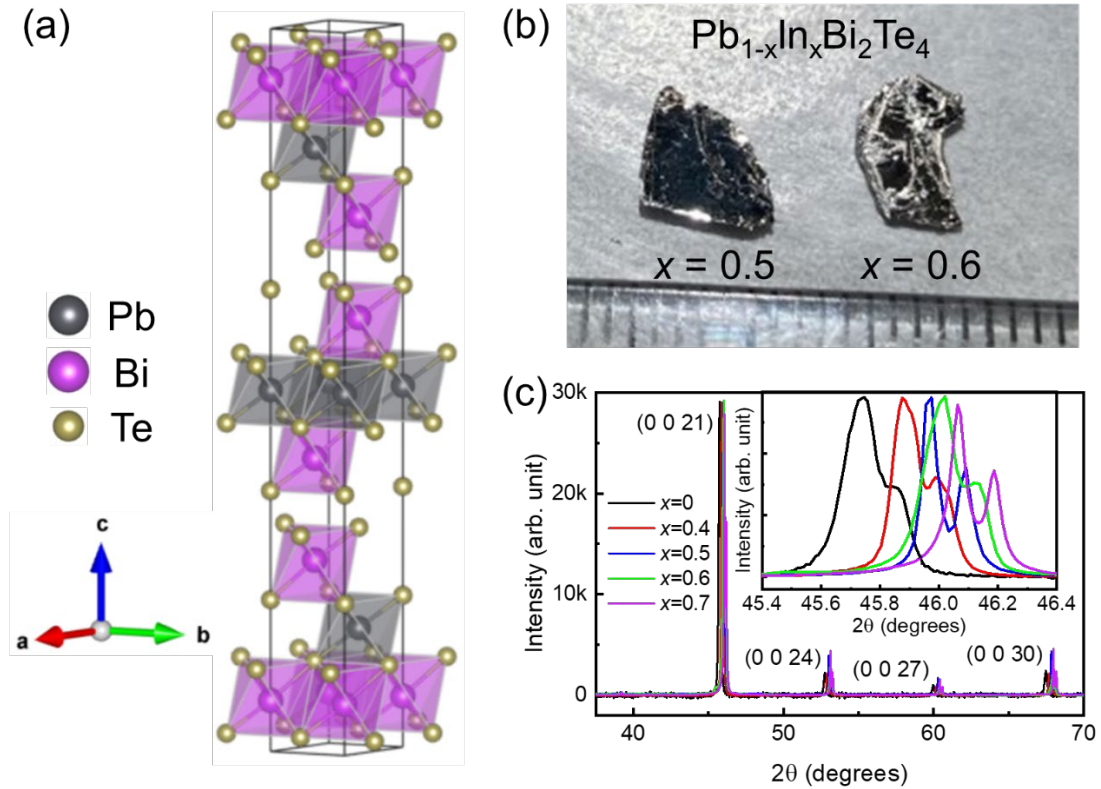 (a)
Pb
Bi
Te
c
a
b
(b)
Pb1-xInxBi2Te4
x = 0.5
x = 0.6
(c)
30k
20k
10k
0
Intensity (arb. unit)
(0 0 21)
x=0
x=0.4
x=0.5
x=0.6
x=0.7
Intensity (arb. unit)
45.4 45.6 45.8 46.0 46.2 46.4
2θ (degrees)
(0 0 24)
(0 0 27)
(0 0 30)
40 50 60 70
2θ (degrees)